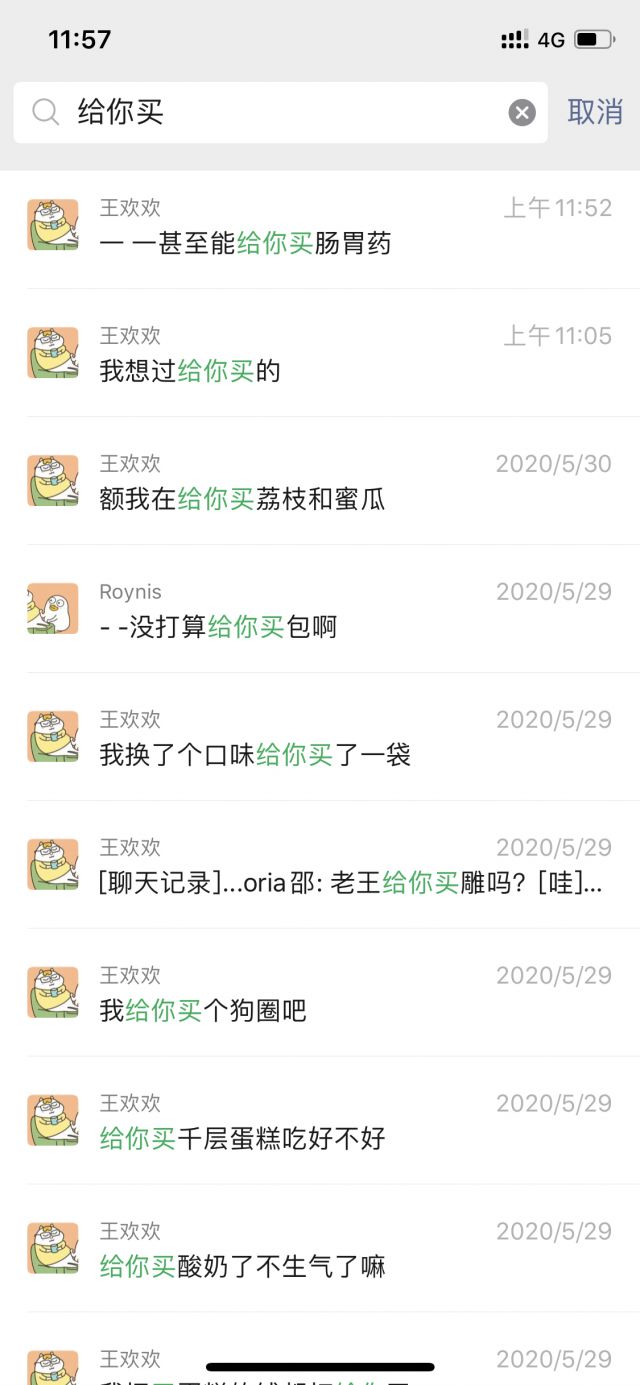 11:57
4G
给你买
取消
王欢欢
上午 11:52
一 一甚至能给你买肠胃药
王欢欢
上午 11:05
我想过给你买的
王欢欢
2020/5/30
额我在给你买荔枝和蜜瓜
Roynis
2020/5/29
- -没打算给你买包啊
王欢欢
2020/5/29
我换了个口味给你买了一袋
王欢欢
2020/5/29
[聊天记录]...oria邵: 老王给你买雕吗? [哇]...
王欢欢
2020/5/29
我给你买个狗圈吧
王欢欢
2020/5/29
给你买千层蛋糕吃好不好
王欢欢
2020/5/29
给你买酸奶了不生气了嘛
王欢欢
2020/5/29